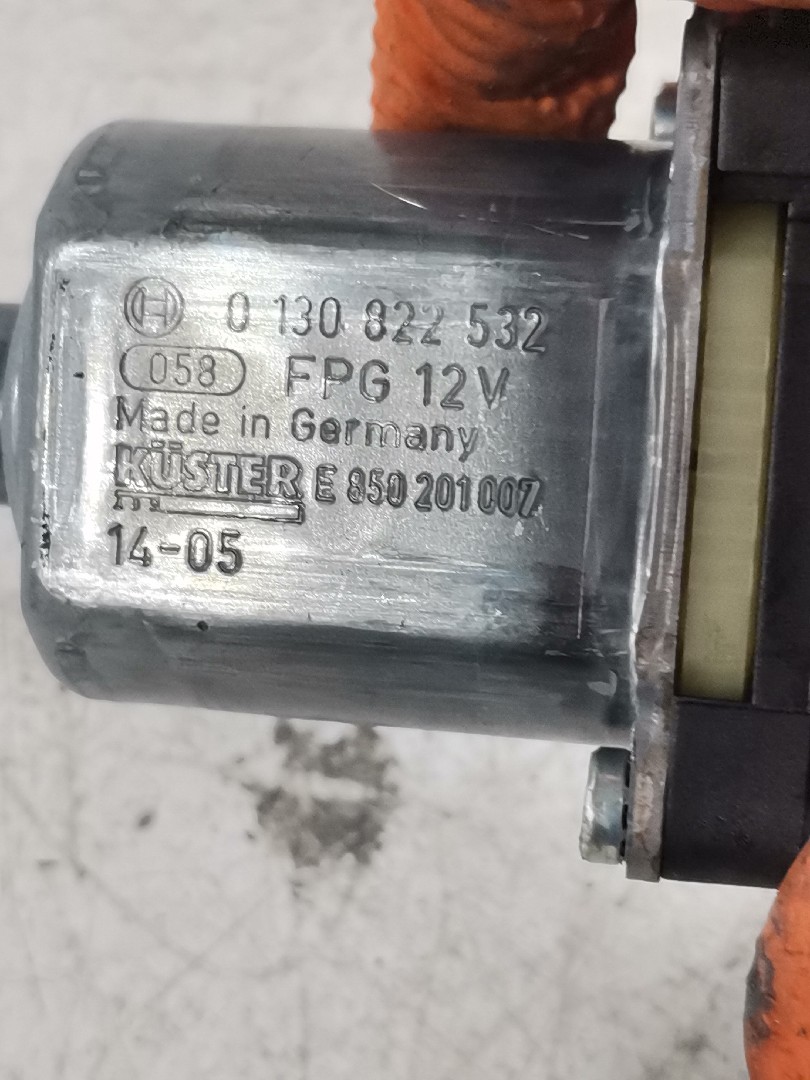 0 130 822 532
058 FPG 12V
Made in Germany
KÜSTER E 850 201 007
14-05